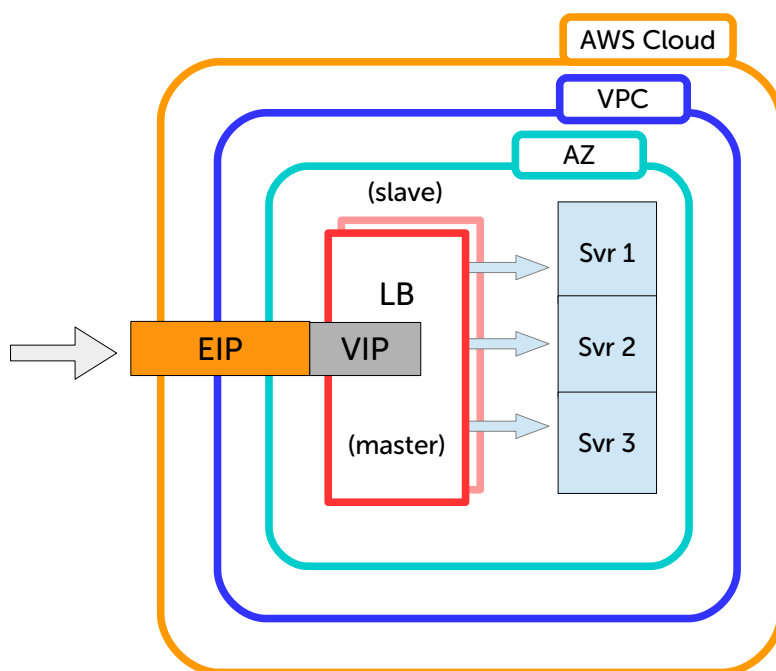 AWS Cloud
VPC
AZ
(slave)
LB
EIP
VIP
(master)
Svr 1
Svr 2
Svr 3